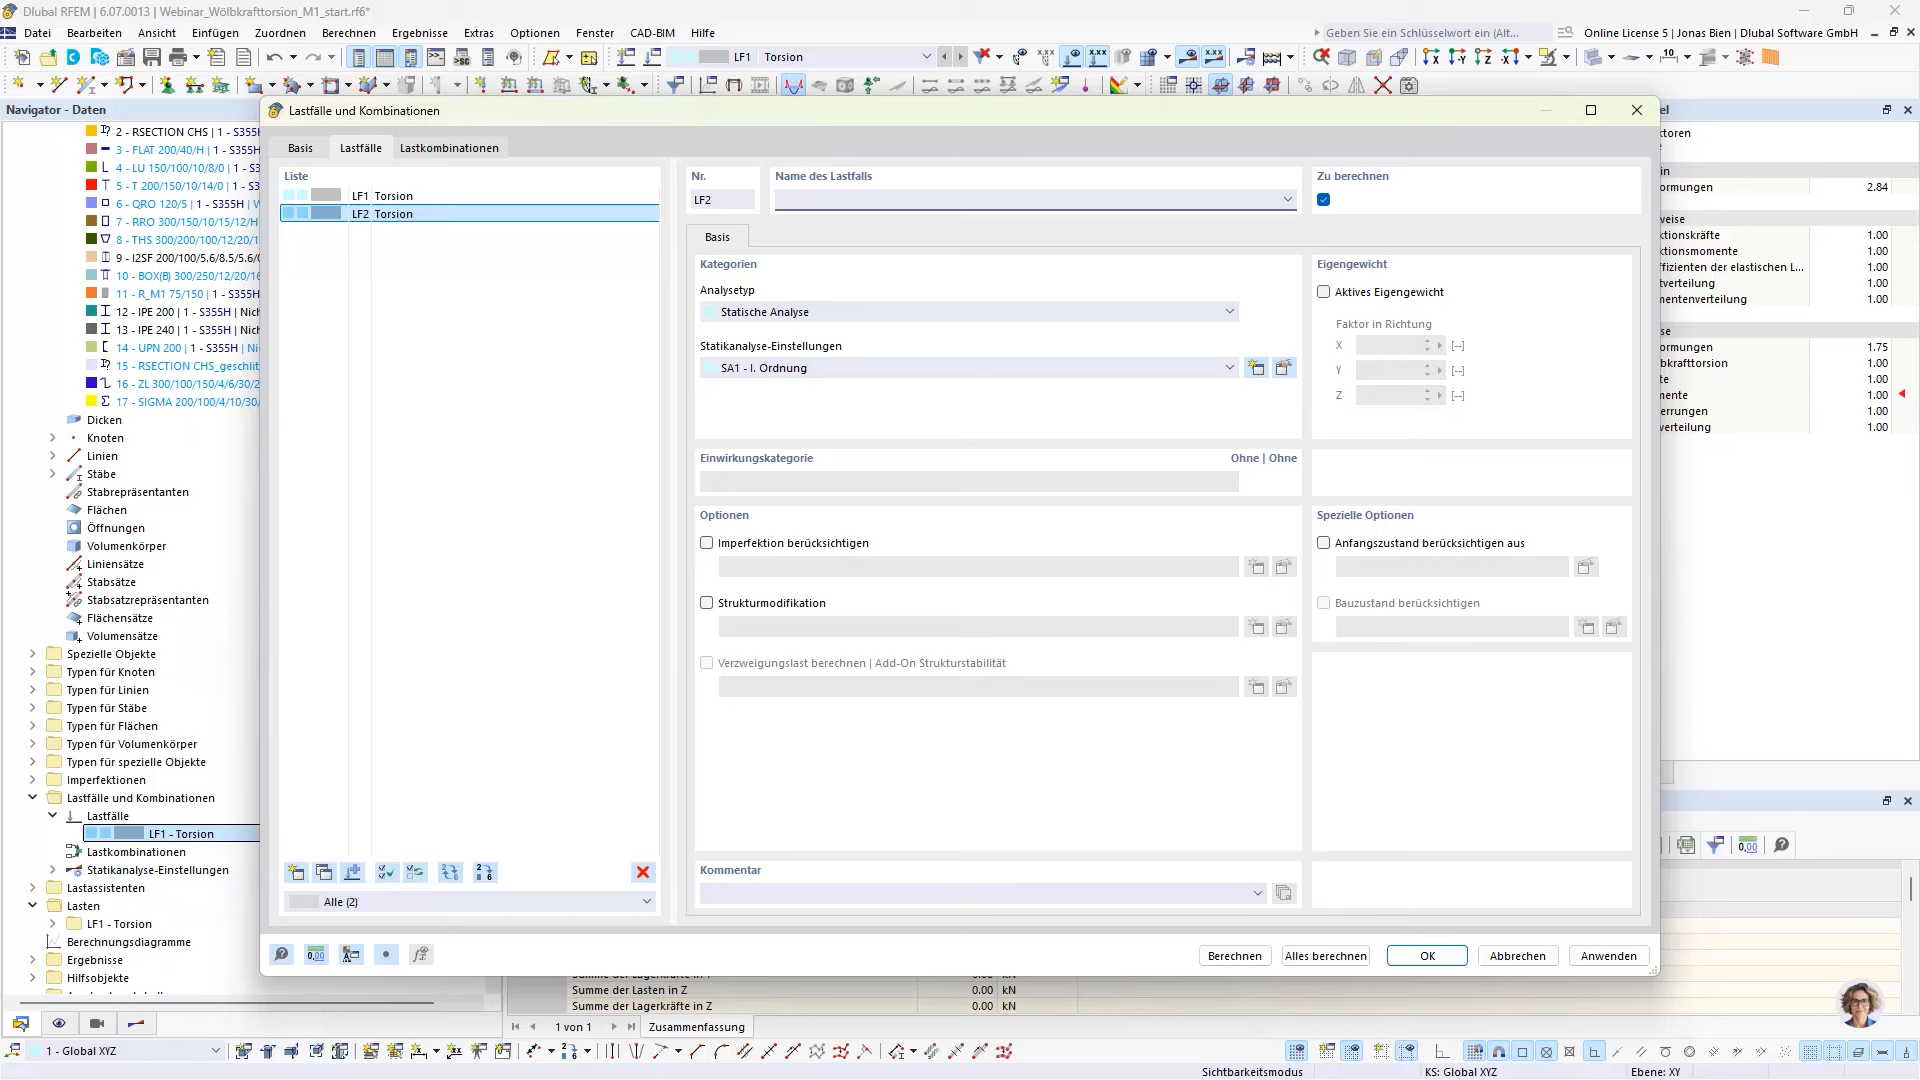 Dlubal RFEM | 6.07.0013 | Webinar_Wölbkrafttorsion_M1_start.rf6*
Datei Bearbeiten Ansicht Einfügen Zuordnen Berechnen Ergebnisse Extras Optionen Fenster CAD-BIM Hilfe
Geben Sie ein Schlüsselwort ein (Alt...
Online License 5 | Jonas Bien | Dlubal Software GmbH
LF1 Torsion
Navigator - Daten
2 - RSECTION CHS | 1 - S355H
3 - FLAT 200/40/H | 1 - S355H
4 - LU 150/100/10/8/0 | 1 - S3
5 - T 200/150/10/14/0 | 1 - S3
6 - QRO 120/5 | 1 - S355H | W
7 - RRO 300/150/10/15/12/H
8 - THS 300/200/100/12/20/1
9 - I2SF 200/100/5.6/8.5/5.6/
10 - BOX(B) 300/250/12/20/16
11 - R_M1 75/150 | 1 - S355H
12 - IPE 200 | 1 - S355H | Nich
13 - IPE 240 | 1 - S355H | Nich
14 - UPN 200 | 1 - S355H | Ni
15 - RSECTION CHS_geschlit
16 - ZL 300/100/150/4/6/30/2
17 - SIGMA 200/100/4/10/30/
Dicken
Knoten
Linien
Stäbe
Stabrepräsentanten
Flächen
Öffnungen
Volumenkörper
Liniensätze
Stabsätze
Stabsatzrepräsentanten
Flächensätze
Volumensätze
Spezielle Objekte
Typen für Knoten
Typen für Linien
Typen für Stäbe
Typen für Flächen
Typen für Volumenkörper
Typen für spezielle Objekte
Imperfektionen
Lastfälle und Kombinationen
Lastfälle
LF1 - Torsion
Lastkombinationen
Statikanalyse-Einstellungen
Lastassistenten
Lasten
LF1 - Torsion
Berechnungsdiagramme
Ergebnisse
Hilfsobjekte
Lastfälle und Kombinationen
Basis Lastfälle Lastkombinationen
Liste
LF1 Torsion
LF2 Torsion
Alle (2)
Nr.
LF2
Name des Lastfalls
Zu berechnen
Basis
Kategorien
Analysetyp
Statische Analyse
Statikanalyse-Einstellungen
SA1 - I. Ordnung
Eigengewicht
Aktives Eigengewicht
Faktor in Richtung
X [--]
Y [--]
Z [--]
Einwirkungskategorie Ohne | Ohne
Optionen
Imperfektion berücksichtigen
Strukturmodifikation
Verzweigungslast berechnen | Add-On Strukturstabilität
Spezielle Optionen
Anfangszustand berücksichtigen aus
Bauzustand berücksichtigen
Kommentar
Berechnen Alles berechnen OK Abbrechen Anwenden
el
ktoren
in
ormungen 2.84
weise
ktionskräfte 1.00
ktionsmomente 1.00
ffizienten der elastischen L... 1.00
tverteilung 1.00
mentenverteilung 1.00
se
ormungen 1.75
bkrafttorsion 1.00
te 1.00
mente 1.00
errungen 1.00
verteilung 1.00
Summe der Lasten in Z 0.00 kN
Summe der Lagerkräfte in Z 0.00 kN
1 von 1 Zusammenfassung
1 - Global XYZ
Sichtbarkeitsmodus KS: Global XYZ Ebene: XY